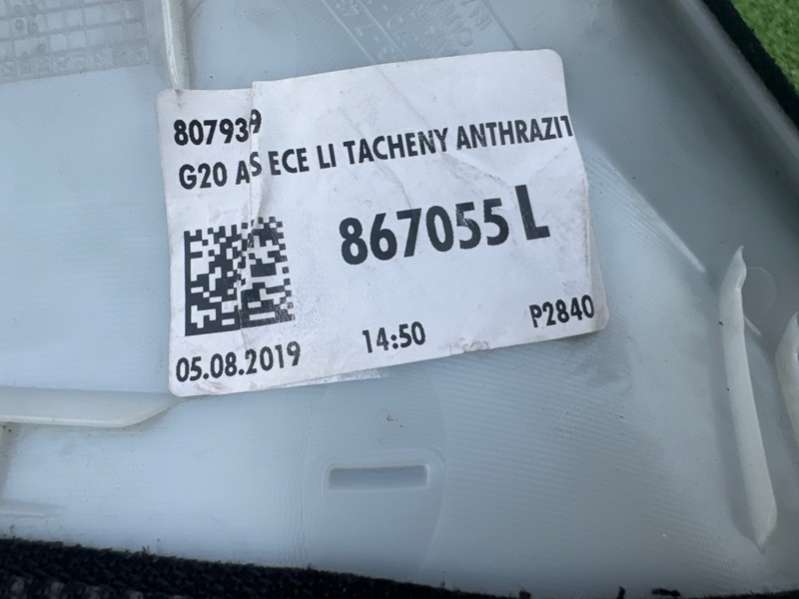 807939
G20 AS ECE LI TACHENY ANTHRAZIT
867055 L
05.08.2019 14:50 P2840